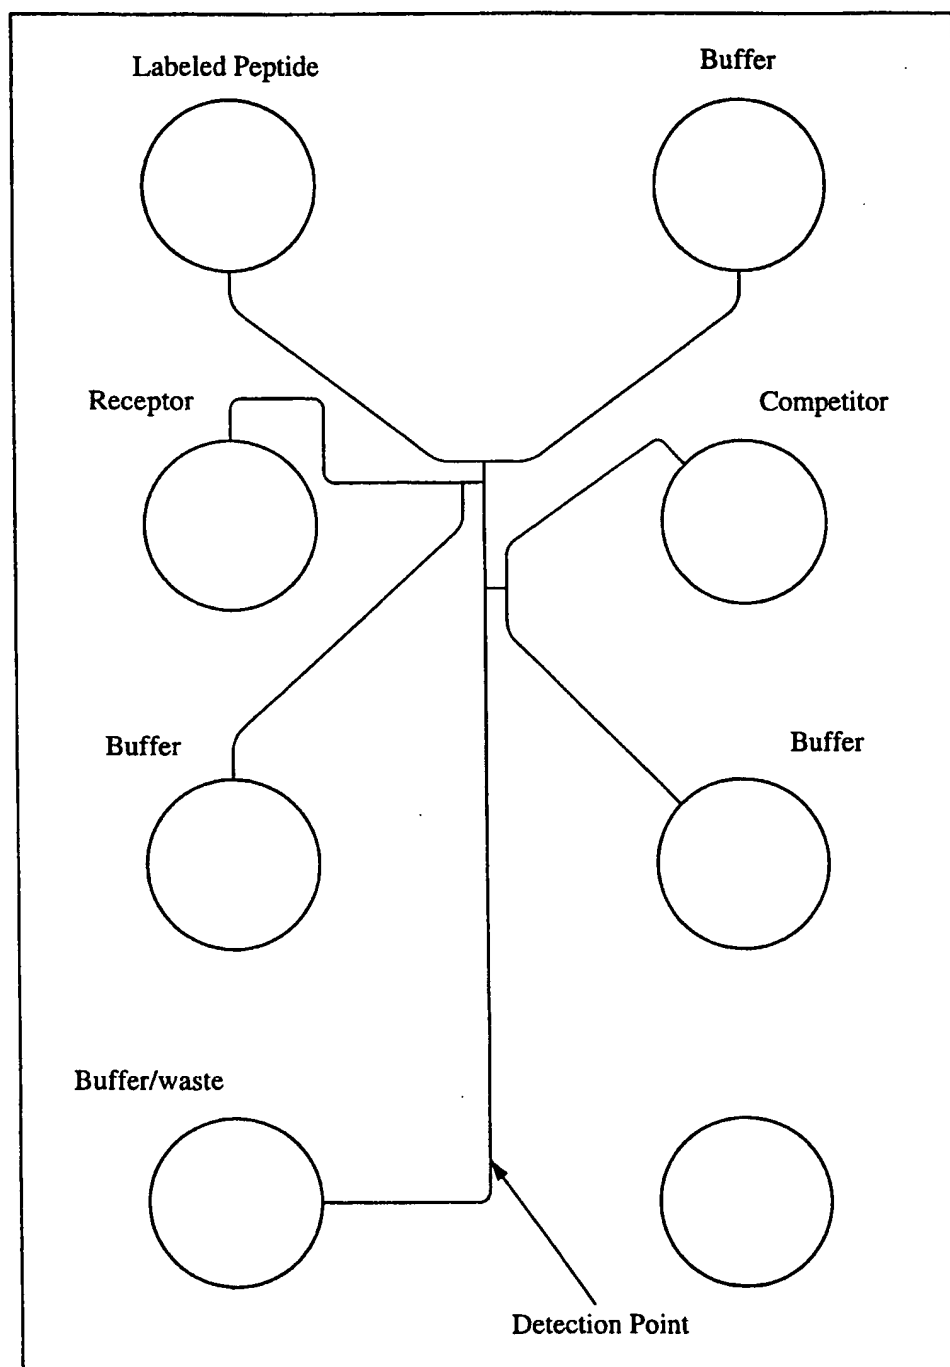 Labeled Peptide
Buffer
Receptor
Competitor
Buffer
Buffer
Buffer/waste
Detection Point